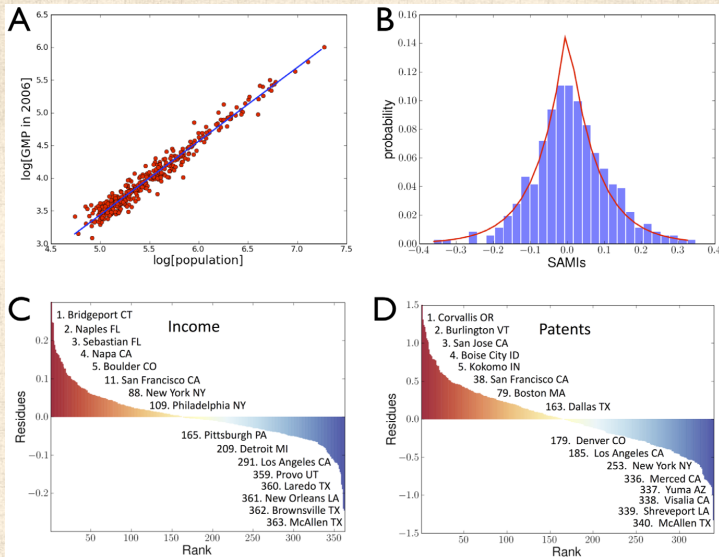 A
log[GMP in 2006]
6.0
5.5
5.0
4.5
4.0
3.5
3.0
4.5 5.0 5.5 6.0 6.5 7.0 7.5
log[population]
B
probability
0.16
0.14
0.12
0.10
0.08
0.06
0.04
0.02
0.00
-0.4 -0.3 -0.2 -0.1 0.0 0.1 0.2 0.3 0.4
SAMIs
C
Income
Residues
0.2
0.1
0.0
-0.1
-0.2
1. Bridgeport CT
2. Naples FL
3. Sebastian FL
4. Napa CA
5. Boulder CO
11. San Francisco CA
88. New York NY
109. Philadelphia NY
165. Pittsburgh PA
209. Detroit MI
291. Los Angeles CA
359. Provo UT
360. Laredo TX
361. New Orleans LA
362. Brownsville TX
363. McAllen TX
50 100 150 200 250 300 350
Rank
D
Patents
Residues
1.5
1.0
0.5
0.0
-0.5
-1.0
-1.5
1. Corvallis OR
2. Burlington VT
3. San Jose CA
4. Boise City ID
5. Kokomo IN
38. San Francisco CA
79. Boston MA
163. Dallas TX
179. Denver CO
185. Los Angeles CA
253. New York NY
336. Merced CA
337. Yuma AZ
338. Visalia CA
339. Shreveport LA
340. McAllen TX
50 100 150 200 250 300
Rank